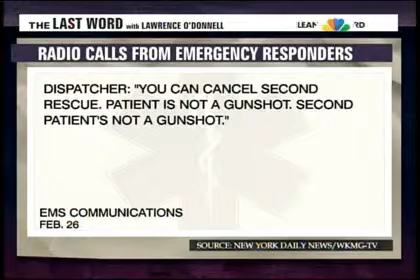 THE LAST WORD WITH LAWRENCE O'DONNELL
RADIO CALLS FROM EMERGENCY RESPONDERS
DISPATCHER: "YOU CAN CANCEL SECOND
RESCUE. PATIENT IS NOT A GUNSHOT. SECOND
PATIENT'S NOT A GUNSHOT."
EMS COMMUNICATIONS
FEB. 26
SOURCE: NEW YORK DAILY NEWS/WKMG-TV